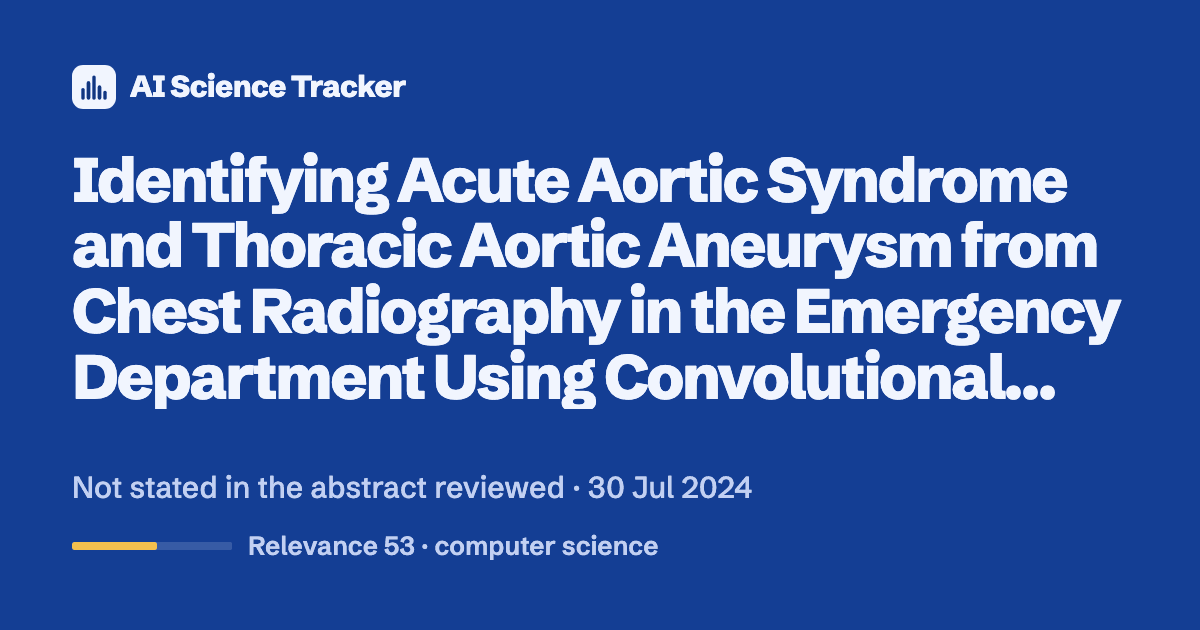 AI Science Tracker
Identifying Acute Aortic Syndrome
and Thoracic Aortic Aneurysm from
Chest Radiography in the Emergency
Department Using Convolutional...
Not stated in the abstract reviewed · 30 Jul 2024
Relevance 53 · computer science